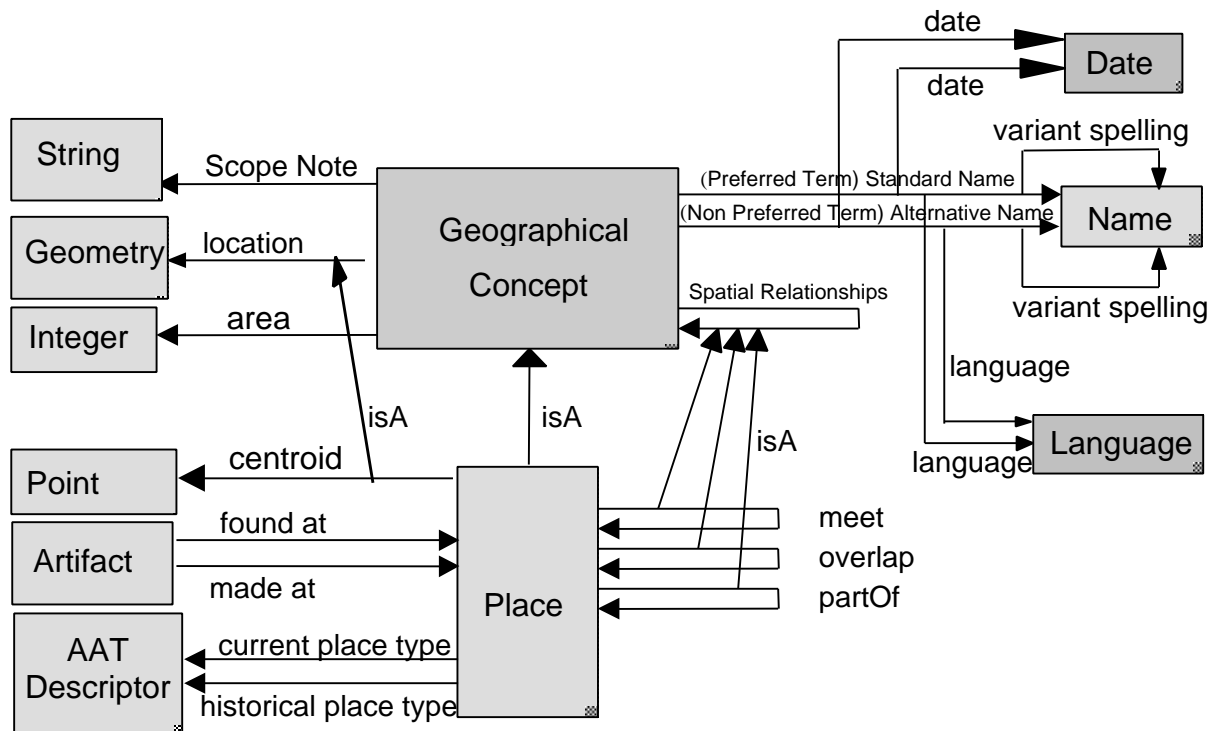 date
Date
date
String
variant spelling
Scope Note
(Preferred Term) Standard Name
Geographical
Concept
(Non Preferred Term) Alternative Name
Name
Geometry
location
Spatial Relationships
variant spelling
Integer
area
language
isA
isA
isA
Language
language
Point
centroid
found at
meet
Artifact
overlap
made at
Place
partOf
AAT
Descriptor
current place type
historical place type